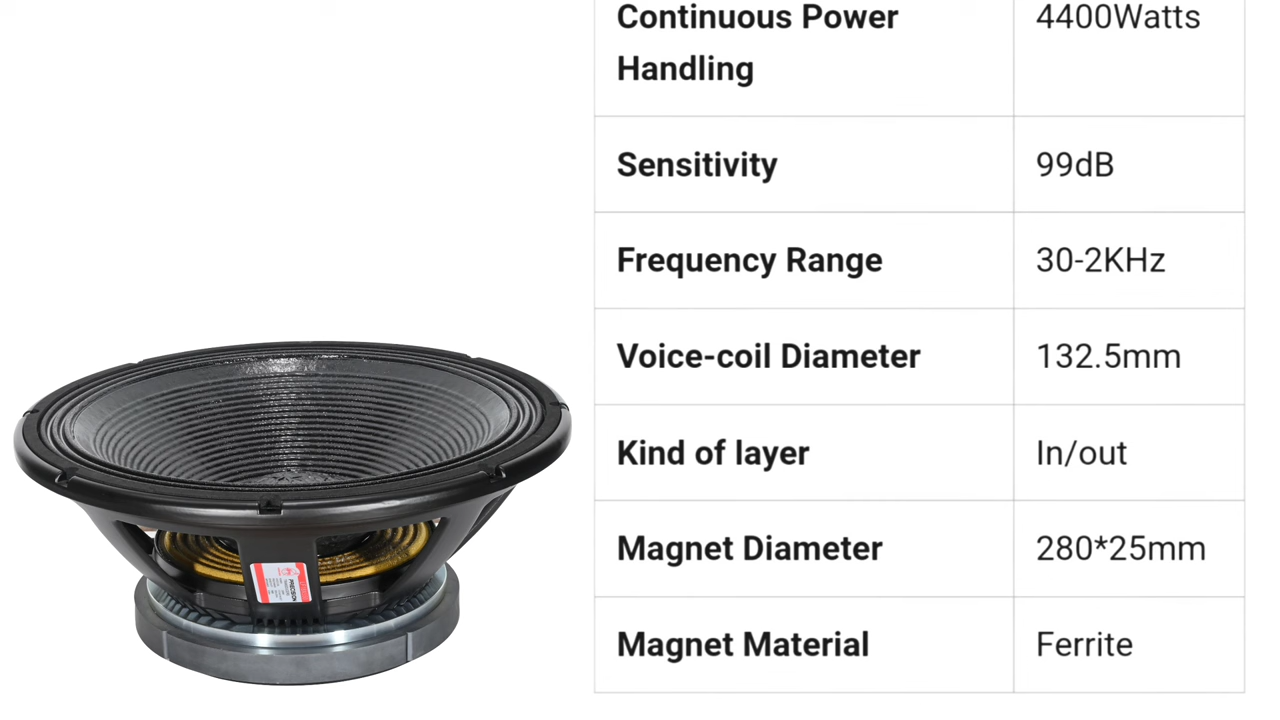 Continuous Power
Handling
4400Watts
Sensitivity
99dB
Frequency Range
30-2KHz
Voice-coil Diameter
132.5mm
Kind of layer
In/out
Magnet Diameter
280*25mm
Magnet Material
Ferrite
PRECISION